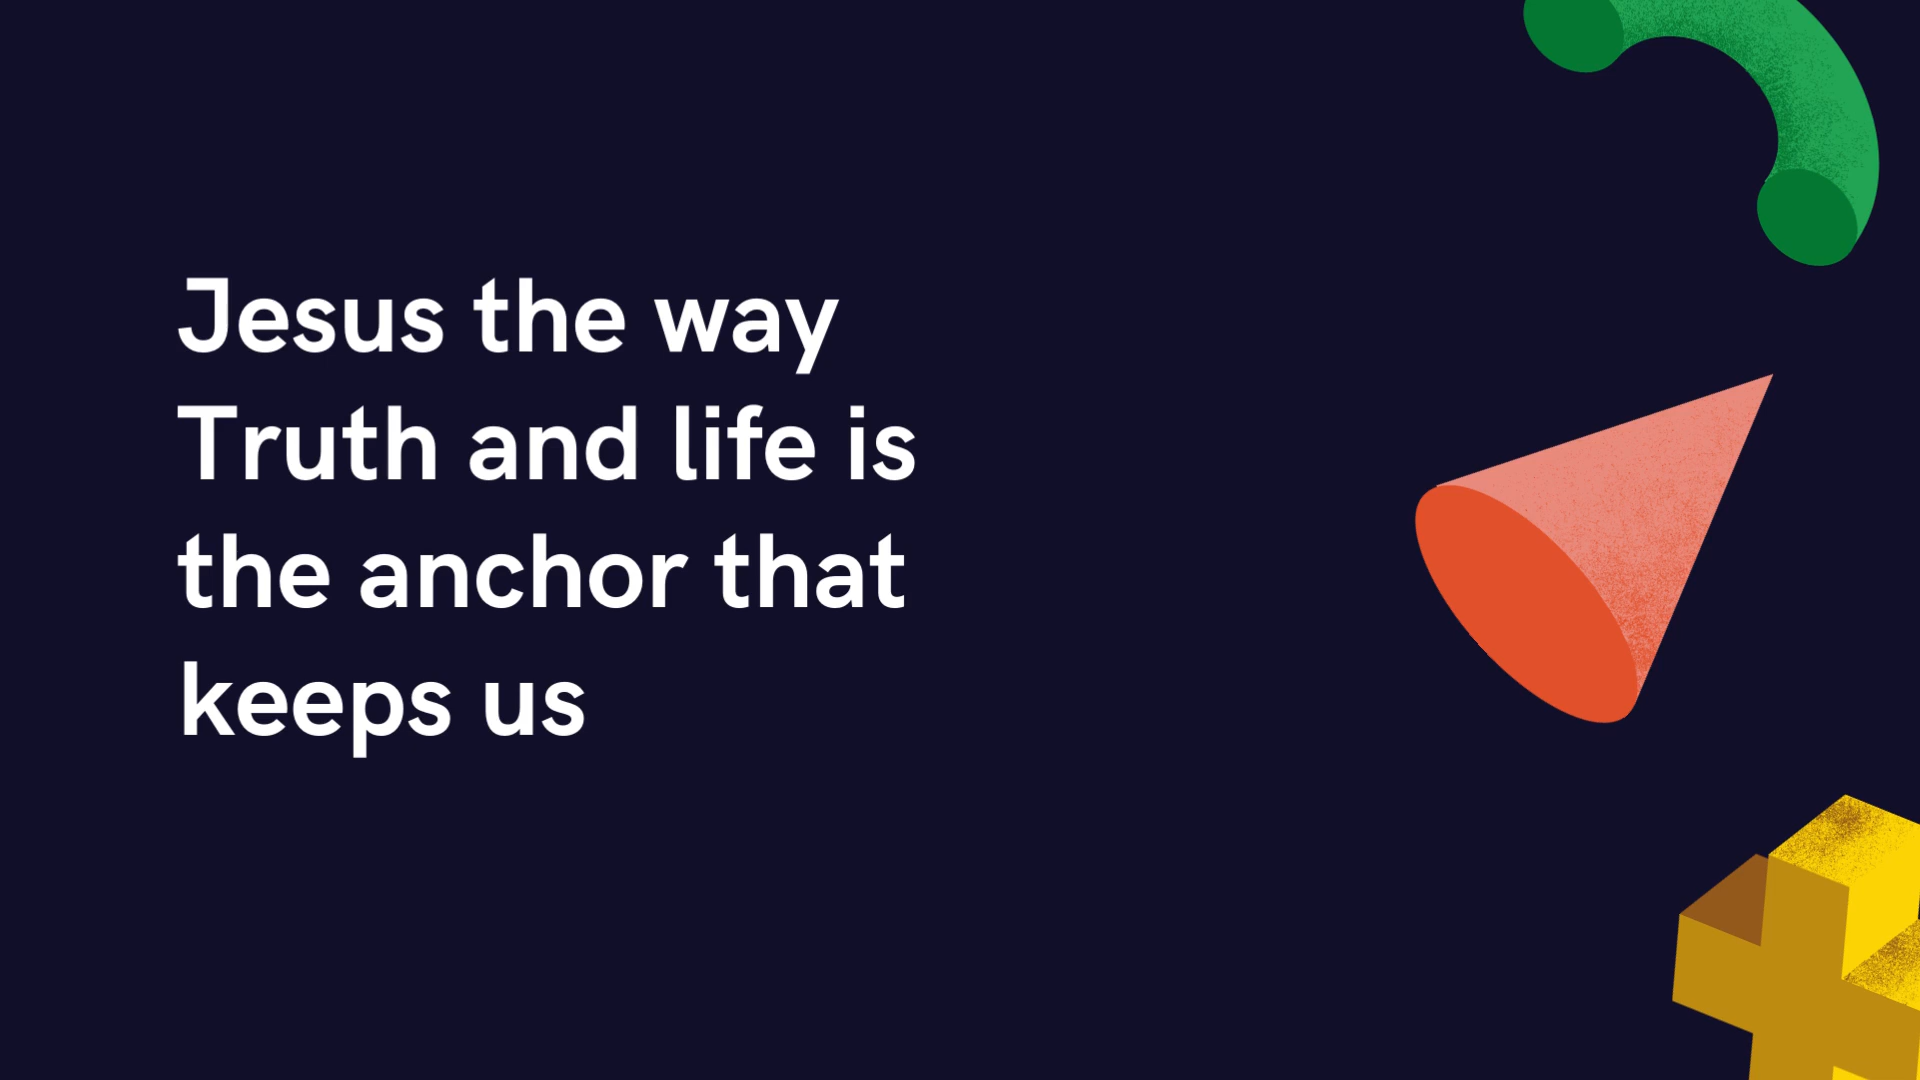 Jesus the way
Truth and life is
the anchor that
keeps us